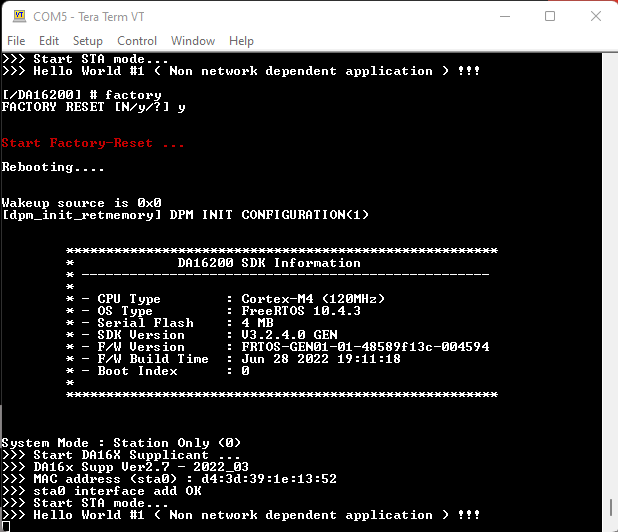 COM5 - Tera Term VT
File Edit Setup Control Window Help
>>> Start STA mode...
>>> Hello World #1 ( Non network dependent application ) !!!
[/DA16200] # factory
FACTORY RESET [N/y/?] y
Start Factory-Reset ...
Rebooting....
Wakeup source is 0x0
[dpm_init_retmemory] DPM INIT CONFIGURATION(1)
******************************************************
* DA16200 SDK Information
* ---------------------------------------------------
*
* - CPU Type : Cortex-M4 (120MHz)
* - OS Type : FreeRTOS 10.4.3
* - Serial Flash : 4 MB
* - SDK Version : V3.2.4.0 GEN
* - F/W Version : FRTOS-GEN01-01-48589f13c-004594
* - F/W Build Time : Jun 28 2022 19:11:18
* - Boot Index : 0
*
******************************************************
System Mode : Station Only (0)
>>> Start DA16X Supplicant ...
>>> DA16x Supp Ver2.7 - 2022_03
>>> MAC address (sta0) : d4:3d:39:1e:13:52
>>> sta0 interface add OK
>>> Start STA mode...
>>> Hello World #1 ( Non network dependent application ) !!!